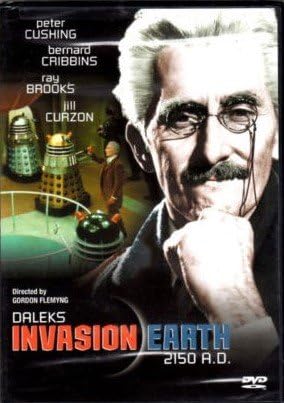 peter
CUSHING
bernard
CRIBBINS
ray
BROOKS
jill
CURZON
Directed by
GORDON FLEMYNG
DALEKS
INVASION EARTH
2150 A.D.
DVD